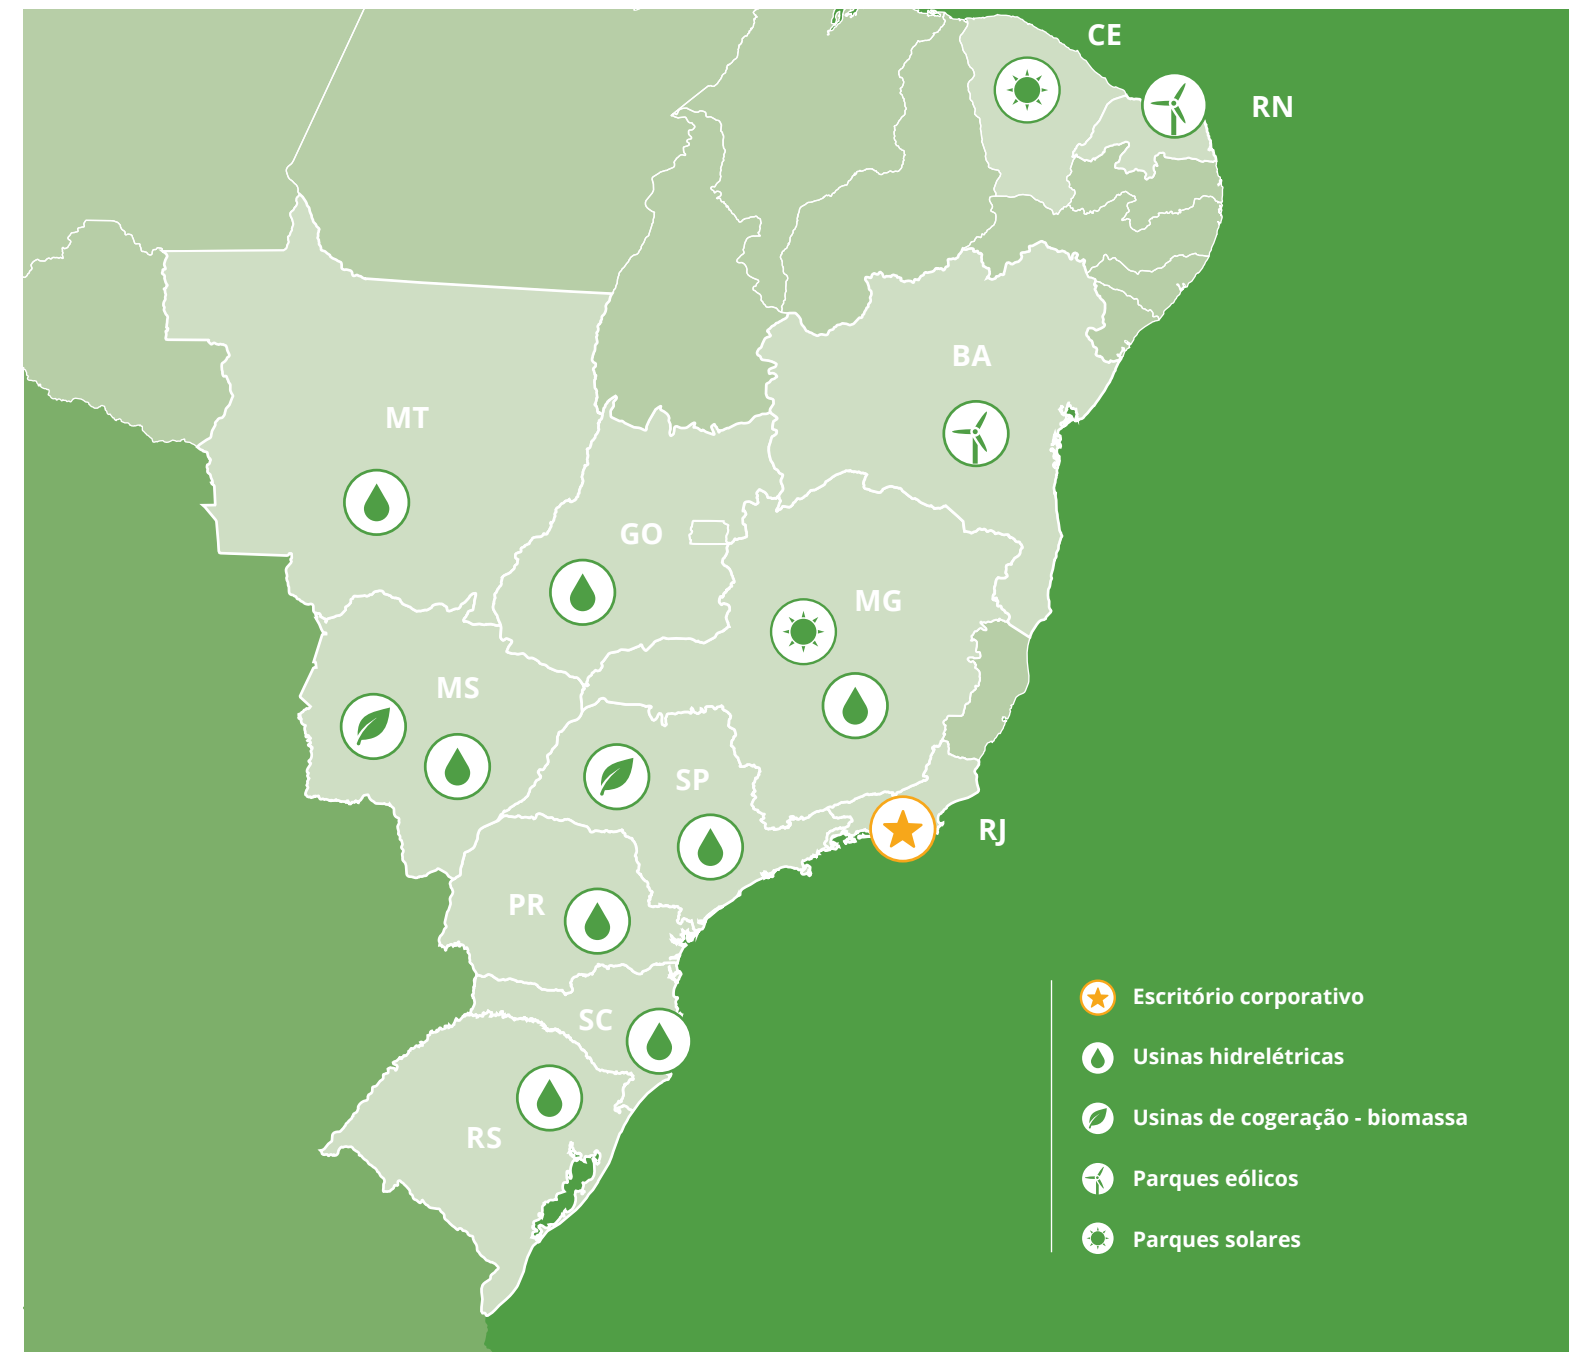 CE
RN
BA
MT
GO
MG
MS
SP
RJ
PR
SC
RS
Escritório corporativo
Usinas hidrelétricas
Usinas de cogeração - biomassa
Parques eólicos
Parques solares